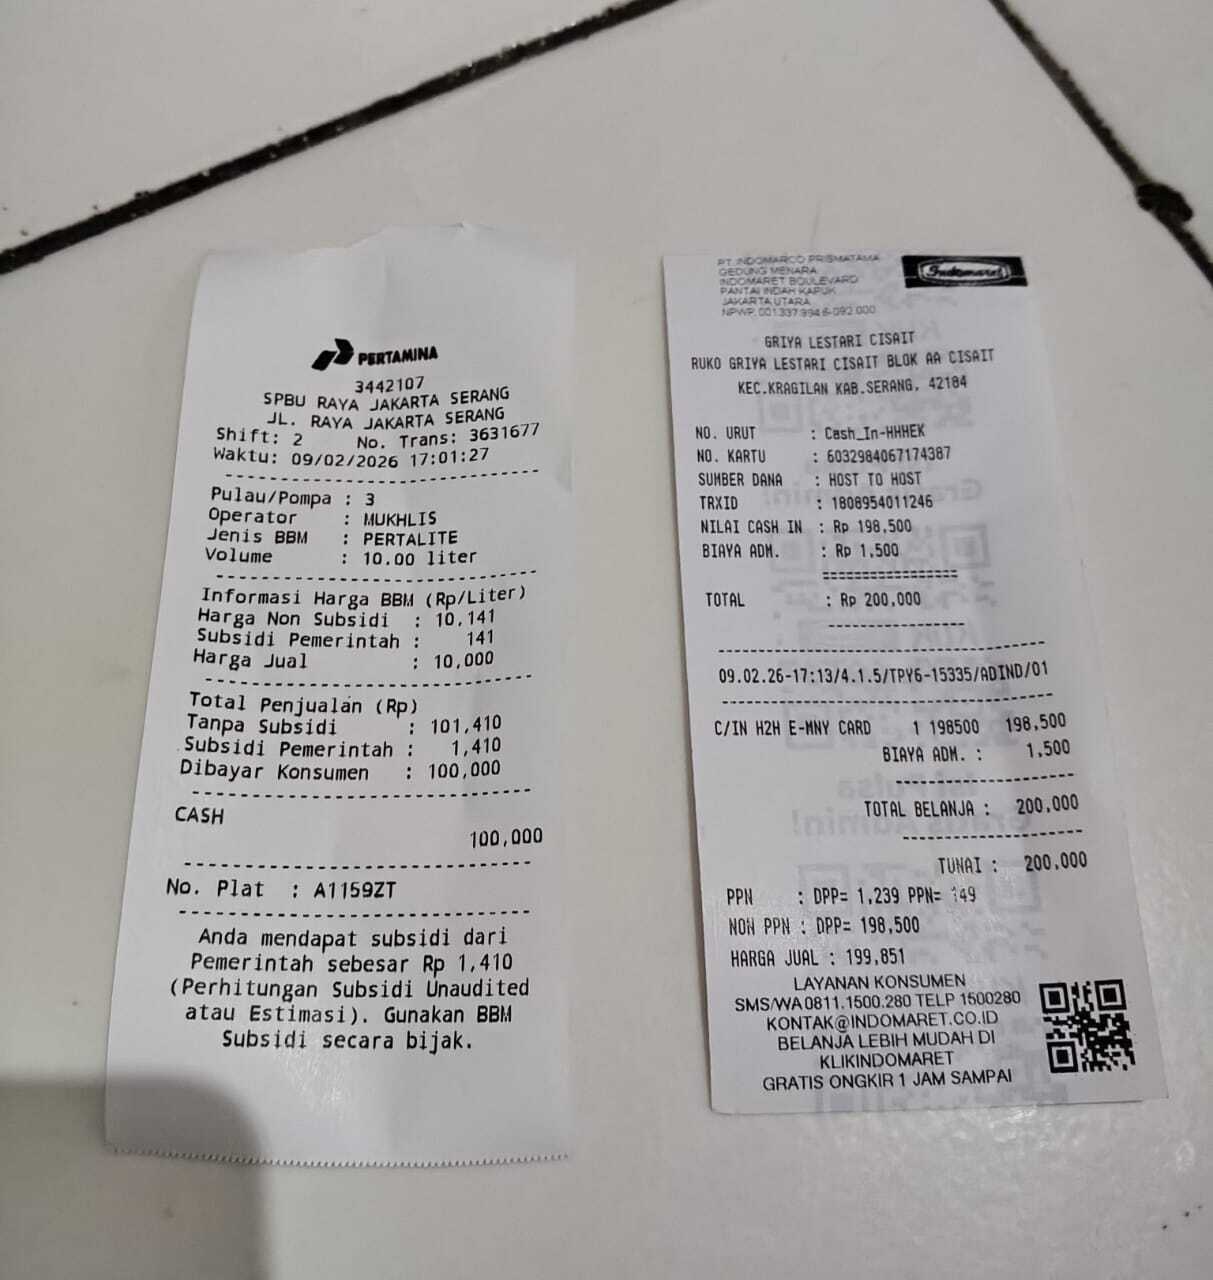 PERTAMINA
3442107
SPBU RAYA JAKARTA SERANG
JL. RAYA JAKARTA SERANG
Shift: 2 No. Trans: 3631677
Waktu: 09/02/2026 17:01:27
Pulau/Pompa : 3
Operator : MUKHLIS
Jenis BBM : PERTALITE
Volume : 10.00 liter
Informasi Harga BBM (Rp/Liter)
Harga Non Subsidi : 10,141
Subsidi Pemerintah : 141
Harga Jual : 10,000
Total Penjualan (Rp)
Tanpa Subsidi : 101,410
Subsidi Pemerintah : 1,410
Dibayar Konsumen : 100,000
CASH
100,000
No. Plat : A1159ZT
Anda mendapat subsidi dari
Pemerintah sebesar Rp 1,410
(Perhitungan Subsidi Unaudited
atau Estimasi). Gunakan BBM
Subsidi secara bijak.
PT. INDOMARCO PRISMATAMA
GEDUNG MENARA
INDOMARET BOULEVARD
PANTAI INDAH KAPUK
JAKARTA UTARA
NPWP. 001.337.994.6-092.000
Indomaret
GRIYA LESTARI CISAIT
RUKO GRIYA LESTARI CISAIT BLOK AA CISAIT
KEC.KRAGILAN KAB.SERANG, 42184
NO. URUT : Cash_In-HHHEK
NO. KARTU : 6032984067174387
SUMBER DANA : HOST TO HOST
TRXID : 1808954011246
NILAI CASH IN : Rp 198,500
BIAYA ADM. : Rp 1,500
=================
TOTAL : Rp 200,000
09.02.26-17:13/4.1.5/TPY6-15335/ADIND/01
C/IN H2H E-MNY CARD 1 198500 198,500
BIAYA ADM. : 1,500
TOTAL BELANJA : 200,000
TUNAI : 200,000
PPN : DPP= 1,239 PPN= 149
NON PPN : DPP= 198,500
HARGA JUAL : 199,851
LAYANAN KONSUMEN
SMS/WA 0811.1500.280 TELP 1500280
KONTAK@INDOMARET.CO.ID
BELANJA LEBIH MUDAH DI
KLIKINDOMARET
GRATIS ONGKIR 1 JAM SAMPAI